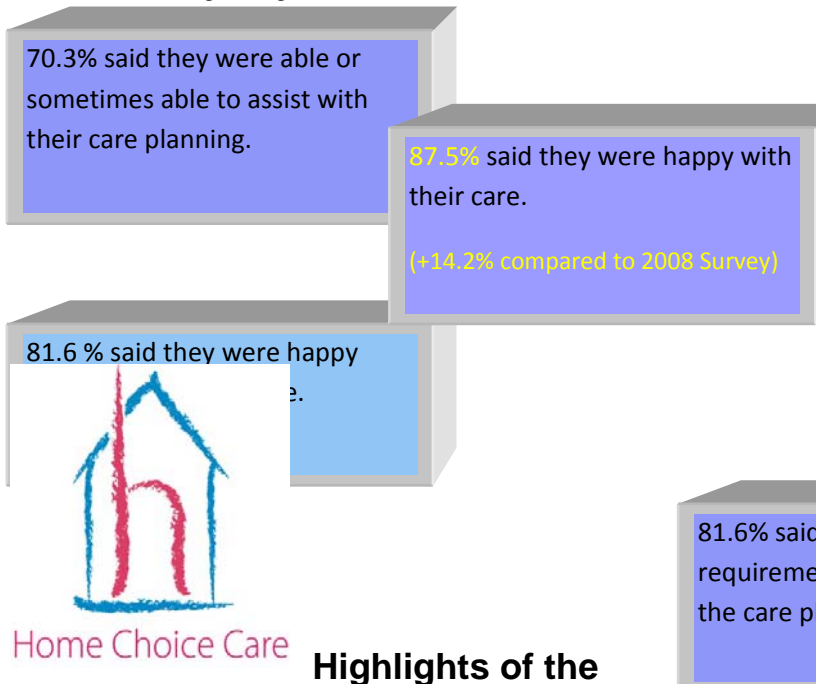 70.3% said they were able or
sometimes able to assist with
their care planning.
87.5% said they were happy with
their care.
(+14.2% compared to 2008 Survey)
81.6 % said they were happy
81.6% said
the care
Home Choice Care
Highlights of the